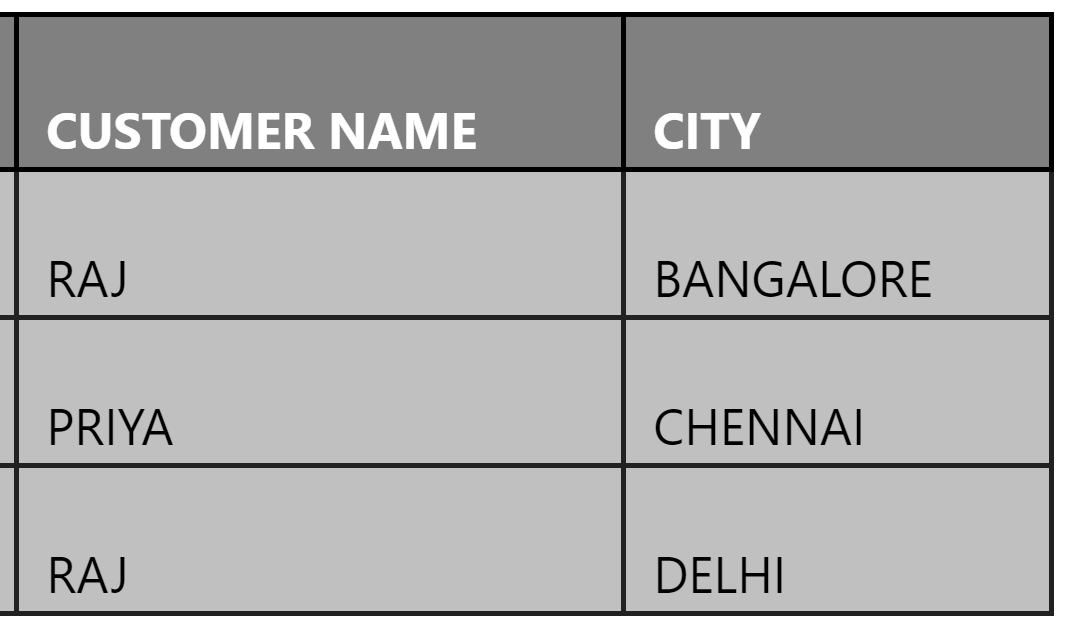 CUSTOMER NAME CITY
RAJ BANGALORE
PRIYA CHENNAI
RAJ DELHI